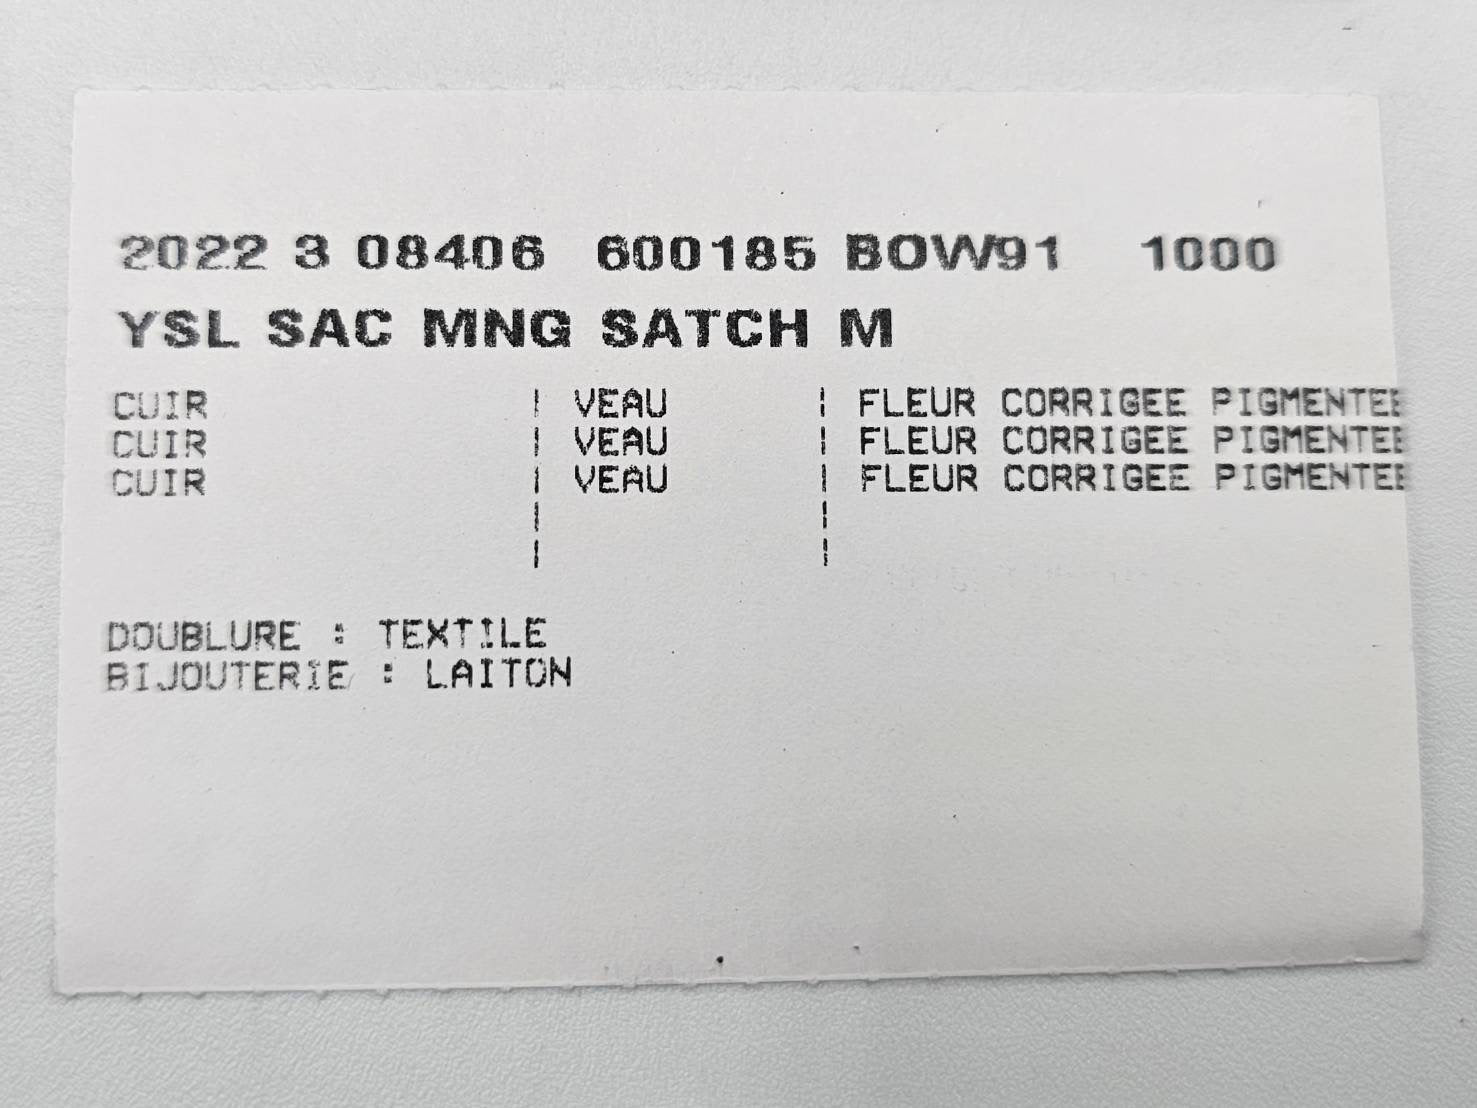 2022 3 08406 600185 BOW91 1000
YSL SAC MNG SATCH M
CUIR | VEAU | FLEUR CORRIGEE PIGMENTEE
CUIR | VEAU | FLEUR CORRIGEE PIGMENTEE
CUIR | VEAU | FLEUR CORRIGEE PIGMENTEE
| |
| |
DOUBLURE : TEXTILE
BIJOUTERIE : LAITON